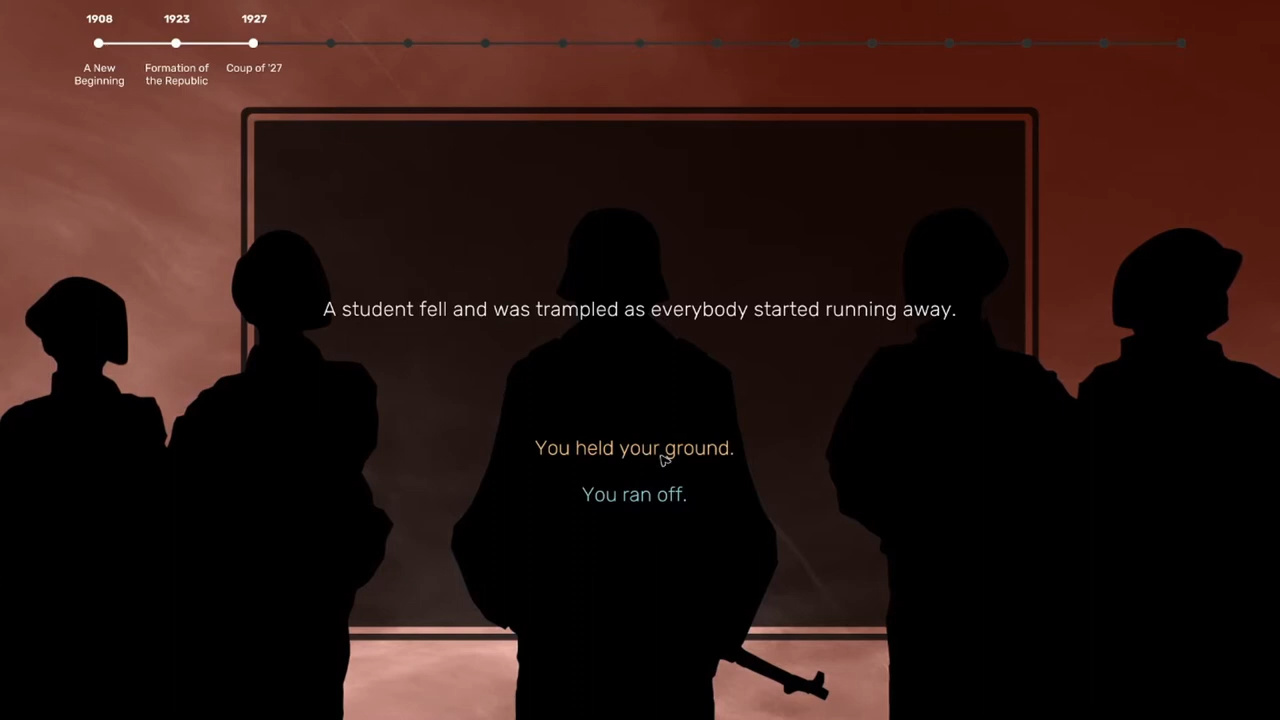 1908
1923
1927
A New
Beginning
Formation of
the Republic
Coup of '27
A student fell and was trampled as everybody started running away.
You held your ground.
You ran off.